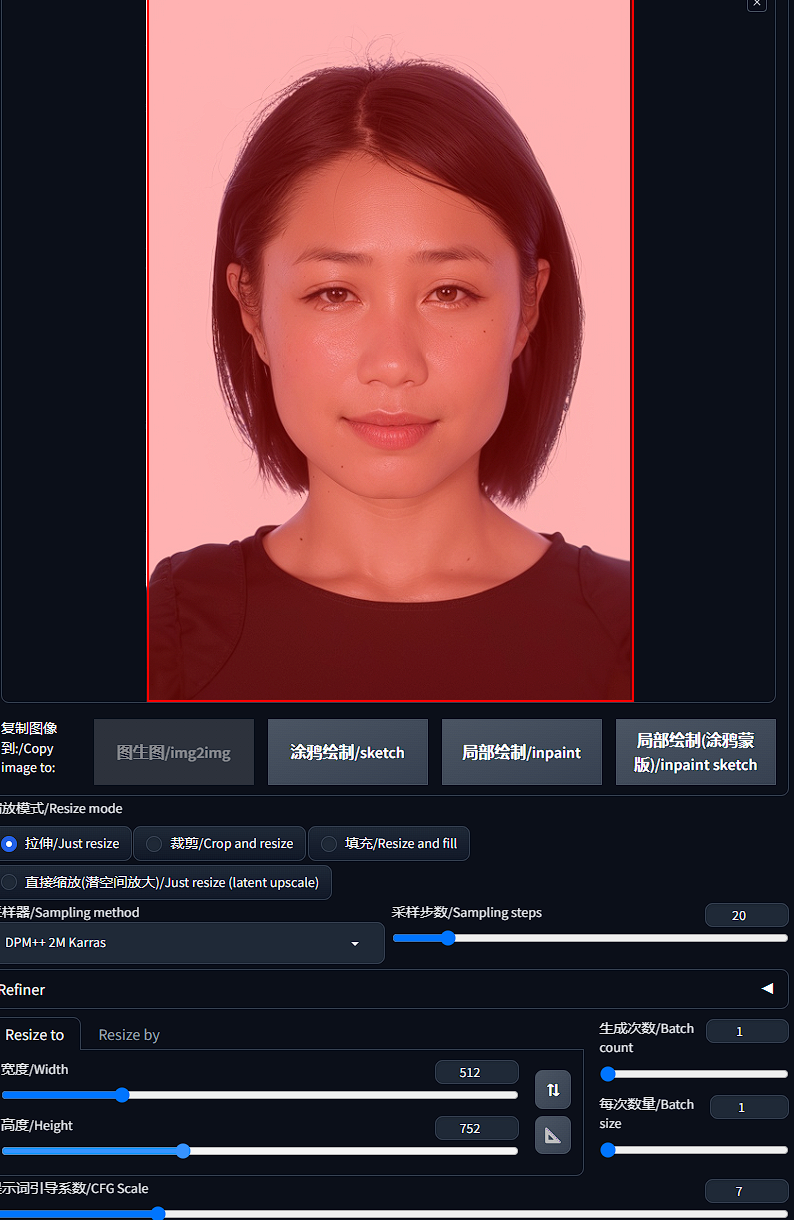 ×
复制图像
到:/Copy
image to:
图生图/img2img
涂鸦绘制/sketch
局部绘制/inpaint
局部绘制(涂鸦蒙
版)/inpaint sketch
放模式/Resize mode
拉伸/Just resize
裁剪/Crop and resize
填充/Resize and fill
直接缩放(潜空间放大)/Just resize (latent upscale)
样器/Sampling method
采样步数/Sampling steps
20
DPM++ 2M Karras
Refiner
Resize to
Resize by
生成次数/Batch
count
1
宽度/Width
512
每次数量/Batch
size
1
高度/Height
752
示词引导系数/CFG Scale
7